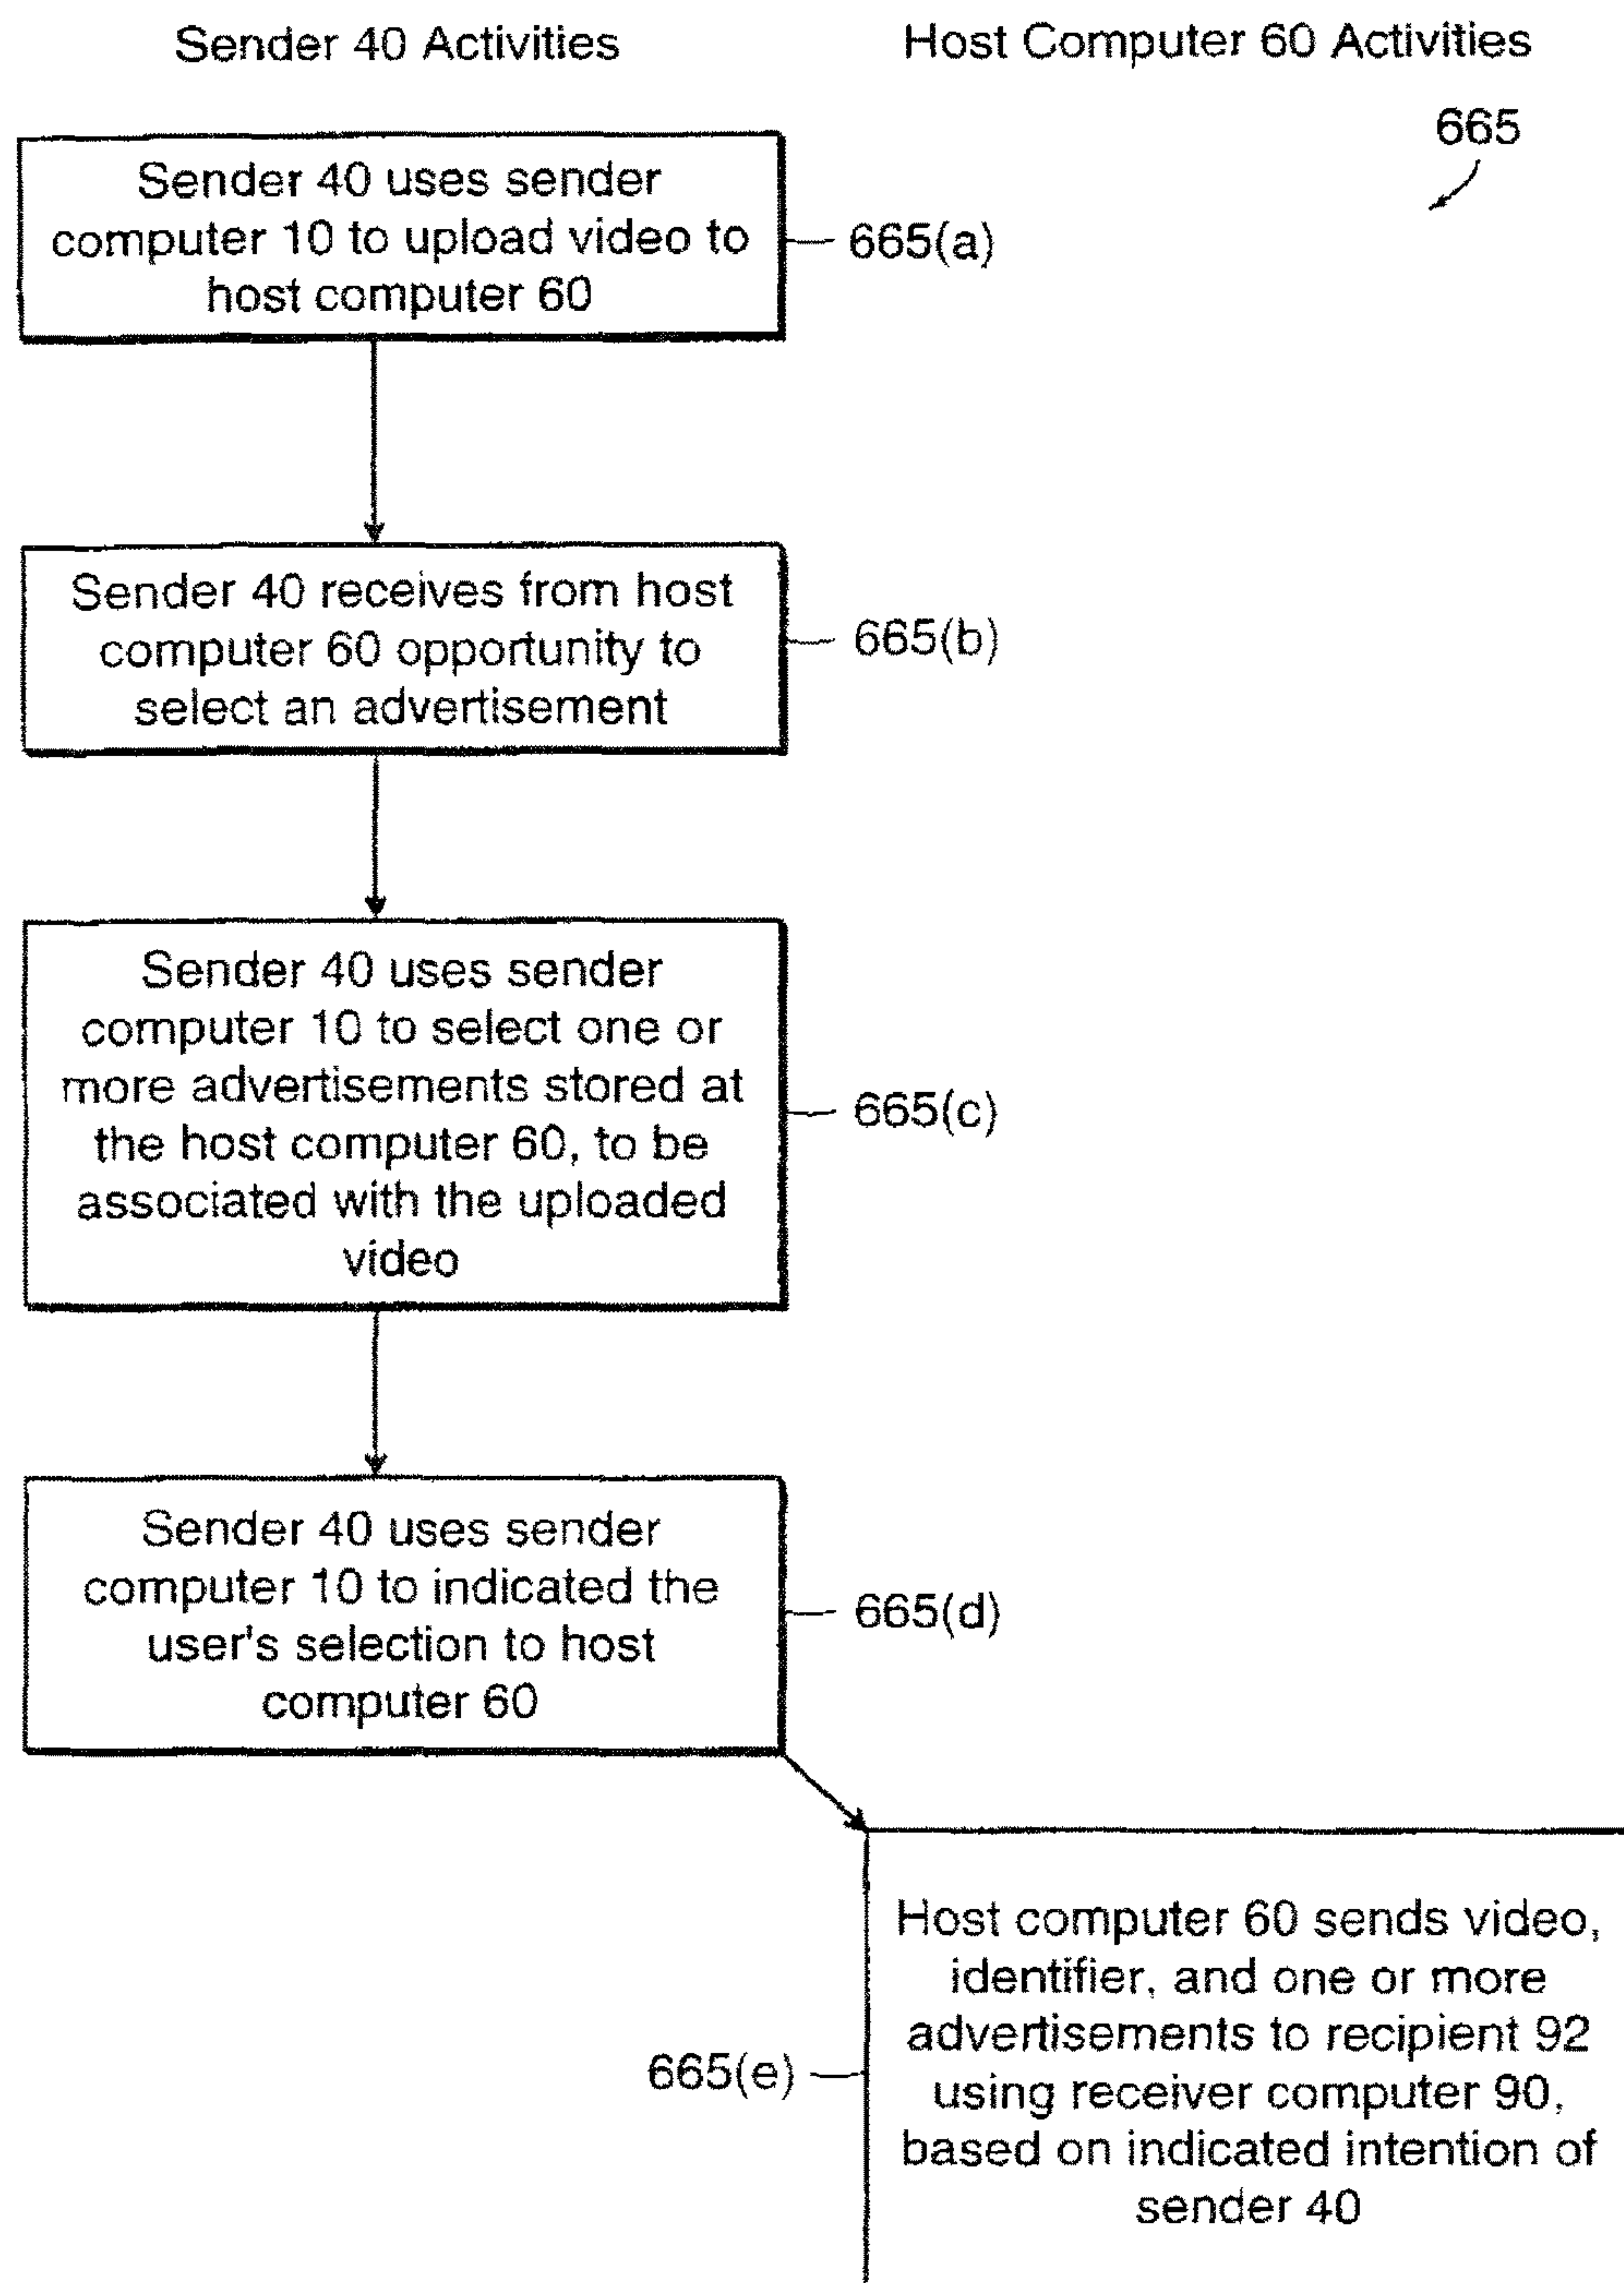 Sender 40 Activities
Host Computer 60 Activities
665
Sender 40 uses sender
computer 10 to upload video to
host computer 60
665(a)
Sender 40 receives from host
computer 60 opportunity to
select an advertisement
665(b)
Sender 40 uses sender
computer 10 to select one or
more advertisements stored at
the host computer 60, to be
associated with the uploaded
video
665(c)
Sender 40 uses sender
computer 10 to indicated the
user's selection to host
computer 60
665(d)
Host computer 60 sends video,
identifier, and one or more
advertisements to recipient 92
using receiver computer 90,
based on indicated intention of
sender 40
665(e)